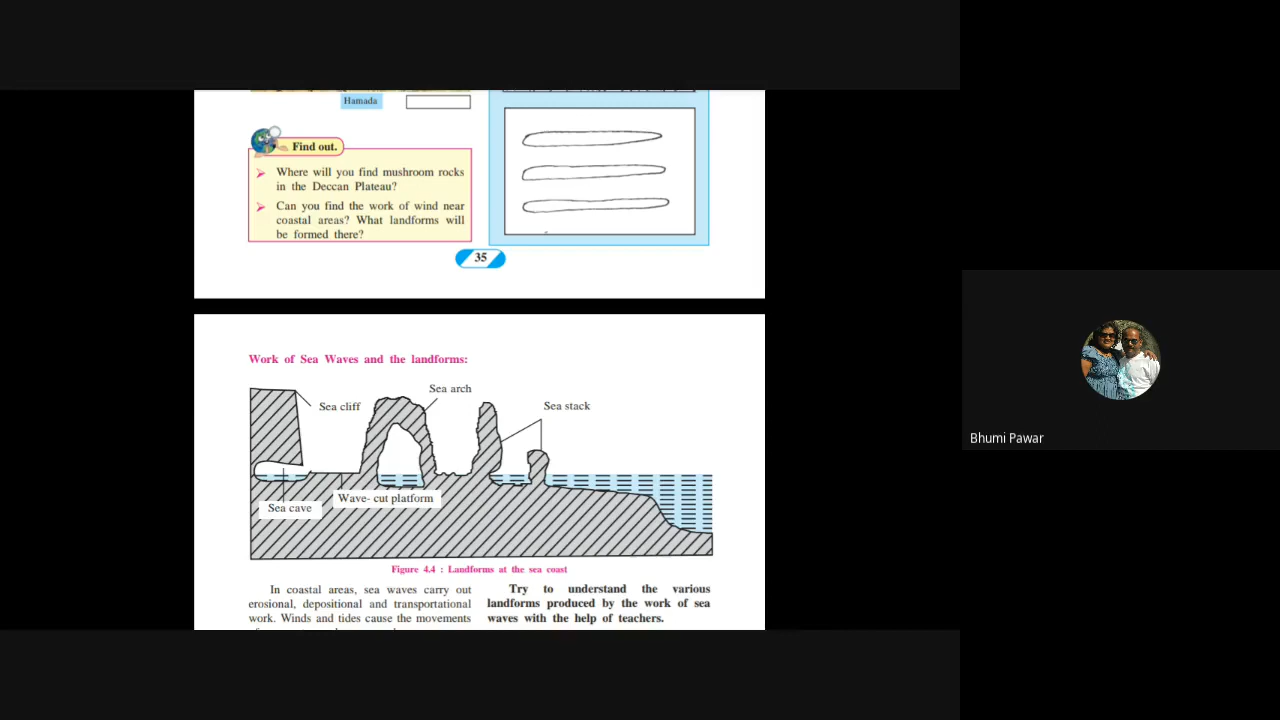 Hamada
Find out.
Where will you find mushroom rocks
in the Deccan Plateau?
Can you find the work of wind near
coastal areas? What landforms will
be formed there?
35
Work of Sea Waves and the landforms:
Sea cliff
Sea arch
Sea stack
Sea cave
Wave- cut platform
Figure 4.4 : Landforms at the sea coast
In coastal areas, sea waves carry out
erosional, depositional and transportational
work. Winds and tides cause the movements
Try to understand the various
landforms produced by the work of sea
waves with the help of teachers.
Bhumi Pawar